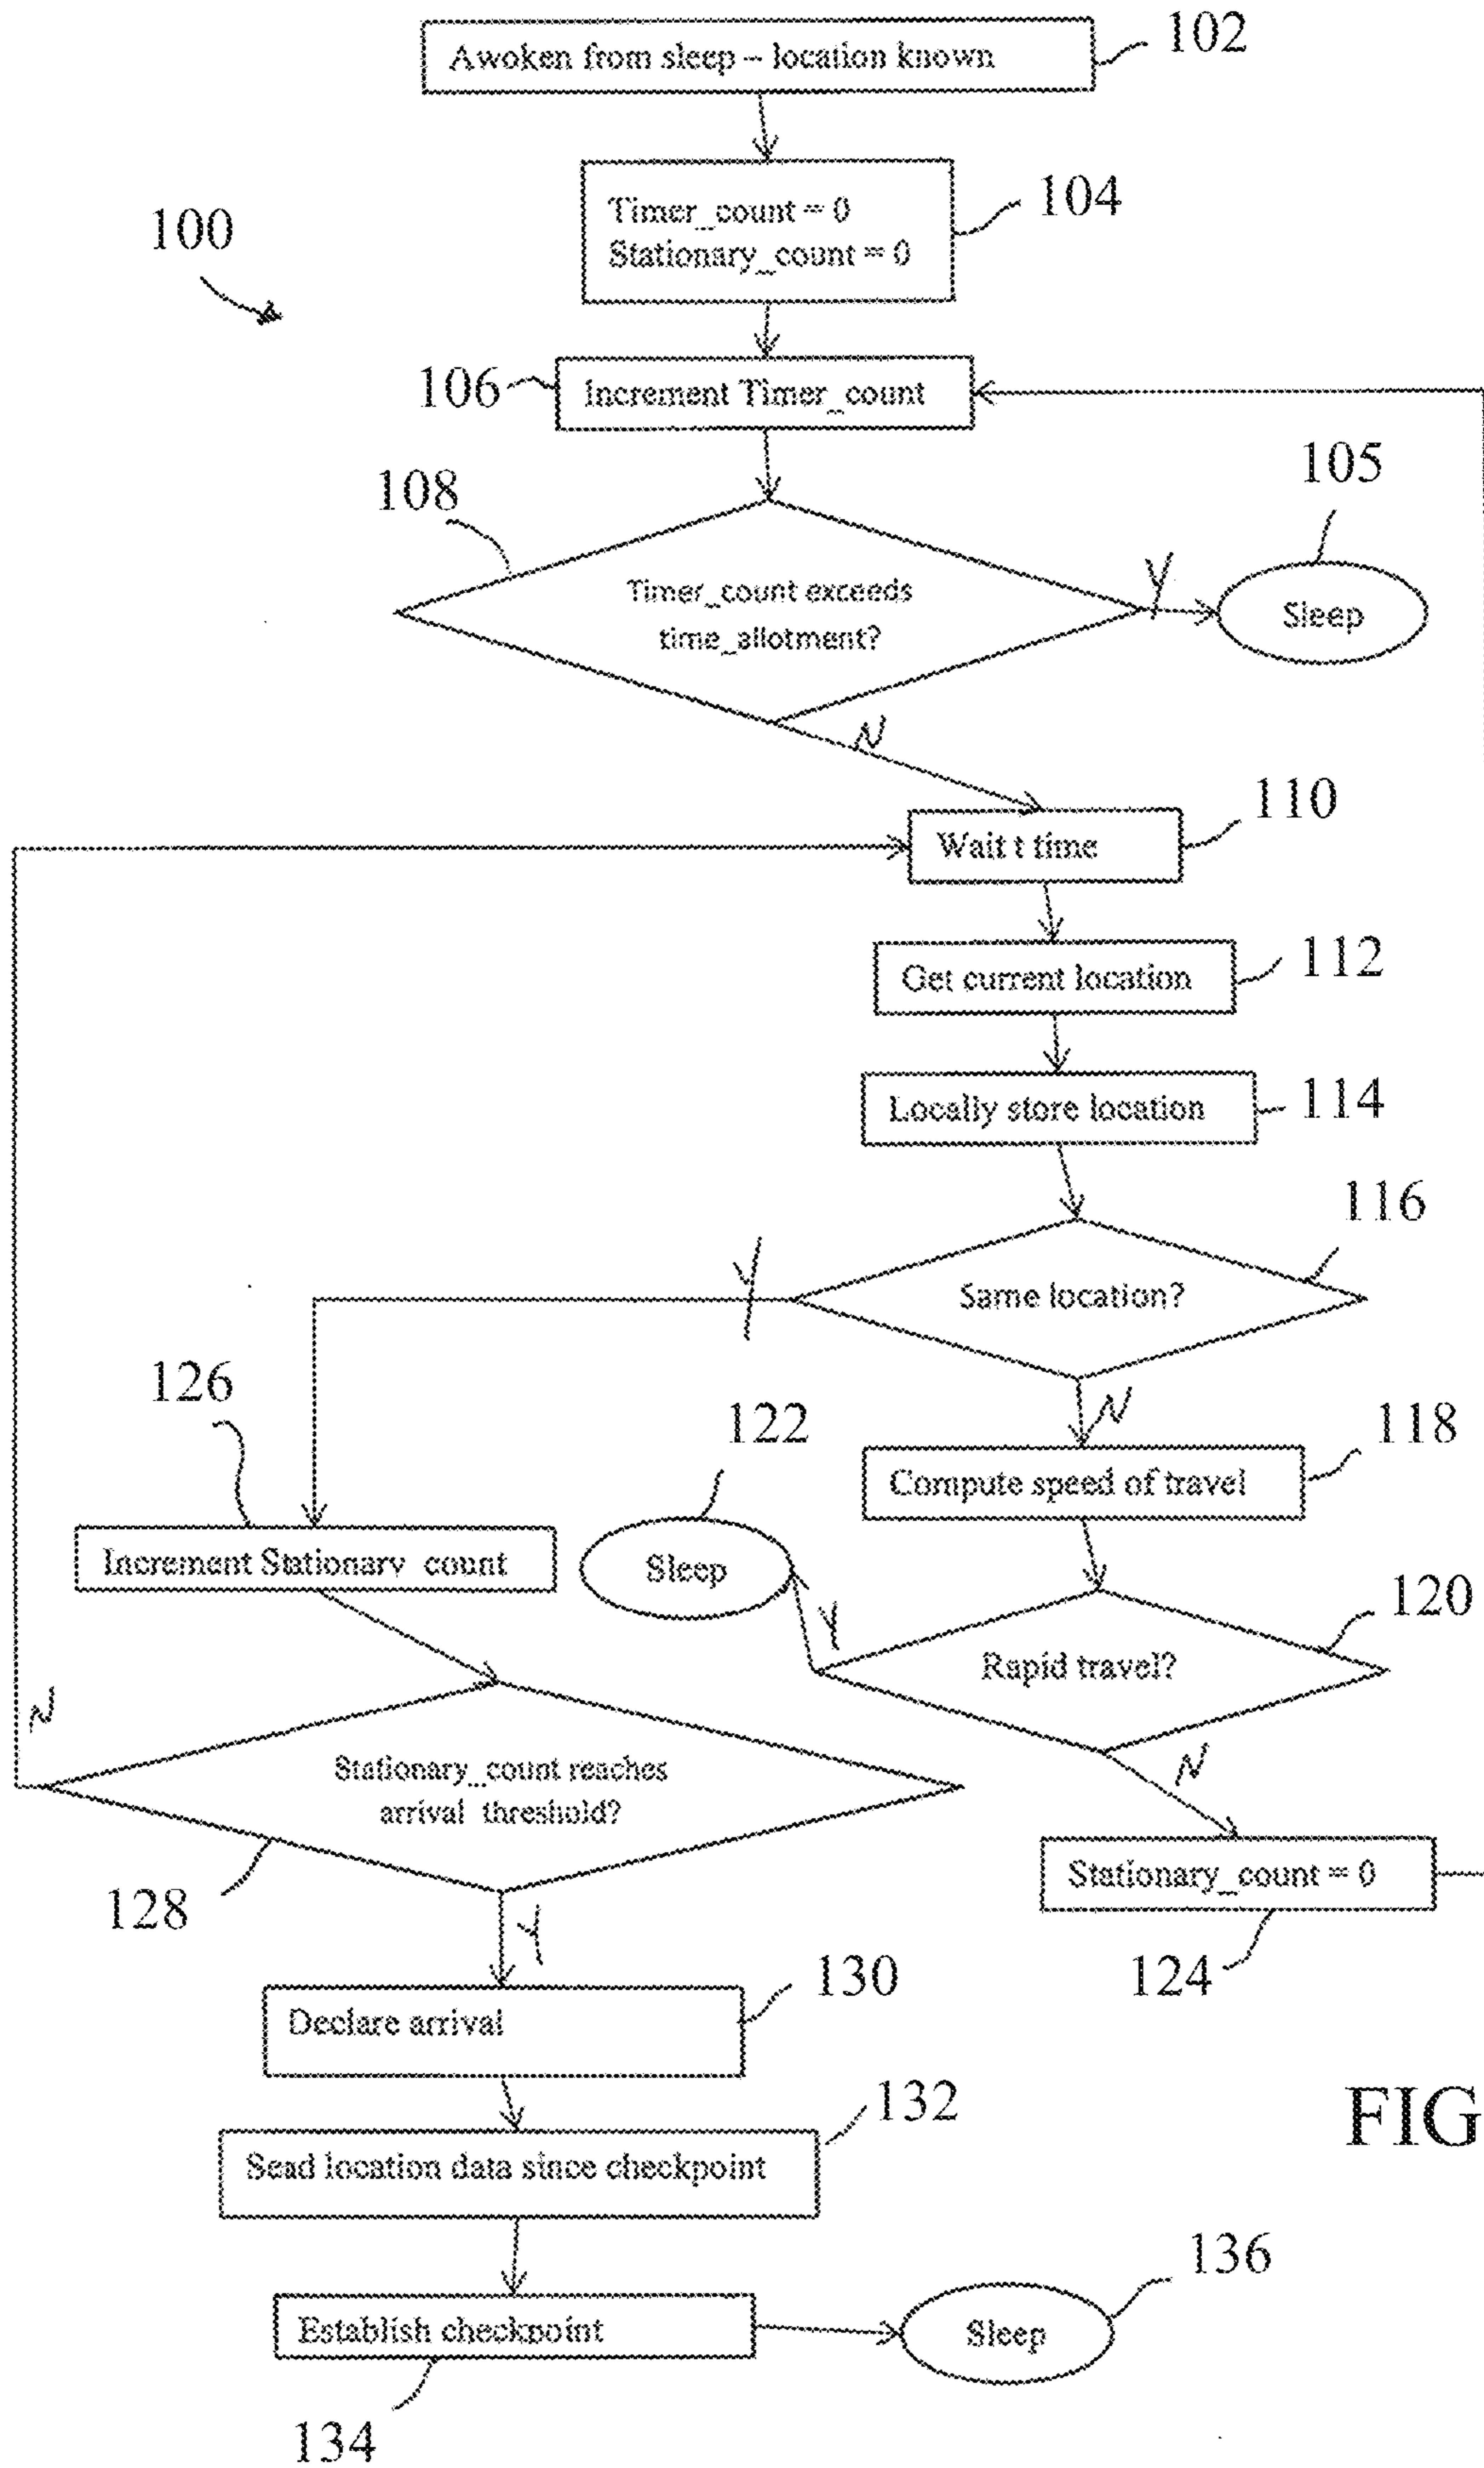 Awoken from sleep – location known
102
Timer_count = 0
Stationary_count = 0
104
100
106
Increment Timer_count
105
108
Timer_count exceeds
time_allotment?
Y
Sleep
N
110
Wait t time
112
Get current location
114
Locally store location
116
Y
Same location?
126
122
N
118
Compute speed of travel
Increment Stationary count
Sleep
120
Y
Rapid travel?
N
N
Stationary_count reaches
arrival threshold?
Stationary_count = 0
128
Y
124
130
Declare arrival
132
FIG
Send location data since checkpoint
136
Establish checkpoint
Sleep
134